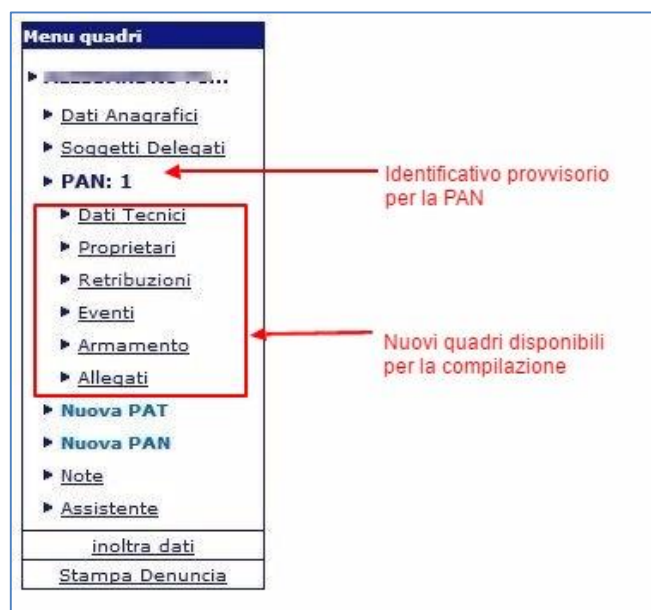 Menu quadri
Dati Anagrafici
Soggetti Delegati
PAN: 1
Identificativo provvisorio
per la PAN
Dati Tecnici
Proprietari
Retribuzioni
Eventi
Armamento
Allegati
Nuovi quadri disponibili
per la compilazione
Nuova PAT
Nuova PAN
Note
Assistente
inoltra dati
Stampa Denuncia